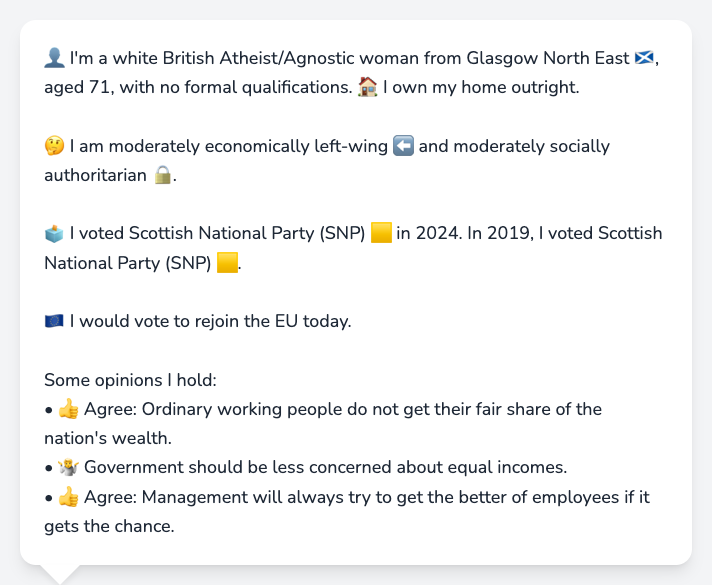 👤 I'm a white British Atheist/Agnostic woman from Glasgow North East 🏴󠁧󠁢󠁳󠁣󠁴󠁿,
aged 71, with no formal qualifications. 🏠 I own my home outright.
🤔 I am moderately economically left-wing ⬅️ and moderately socially
authoritarian 🔒.
🗳️ I voted Scottish National Party (SNP) 🟨 in 2024. In 2019, I voted Scottish
National Party (SNP) 🟨.
🇪🇺 I would vote to rejoin the EU today.
Some opinions I hold:
• 👍 Agree: Ordinary working people do not get their fair share of the
nation's wealth.
• 🤷 Government should be less concerned about equal incomes.
• 👍 Agree: Management will always try to get the better of employees if it
gets the chance.